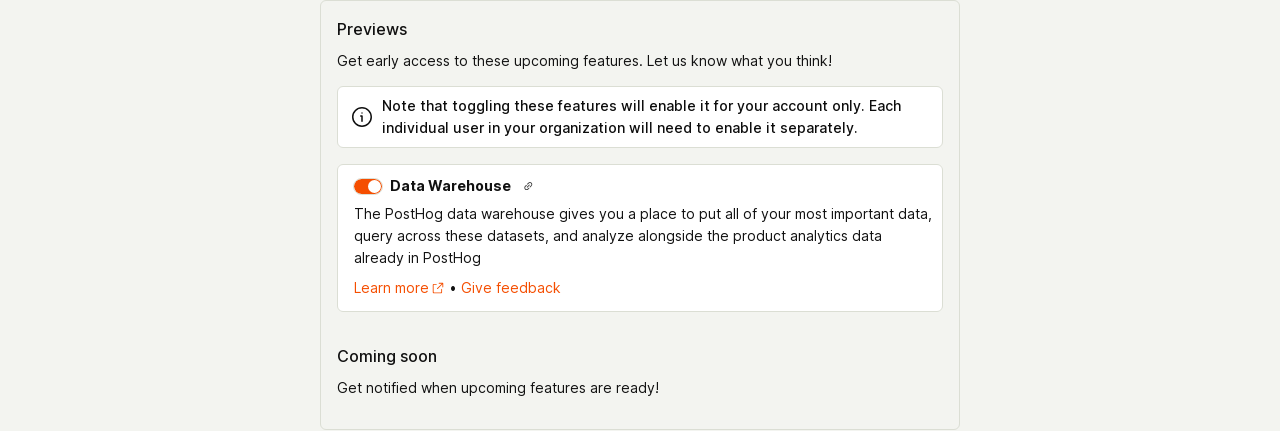 Previews
Get early access to these upcoming features. Let us know what you think!
Note that toggling these features will enable it for your account only. Each
individual user in your organization will need to enable it separately.
Data Warehouse
The PostHog data warehouse gives you a place to put all of your most important data,
query across these datasets, and analyze alongside the product analytics data
already in PostHog
Learn more • Give feedback
Coming soon
Get notified when upcoming features are ready!